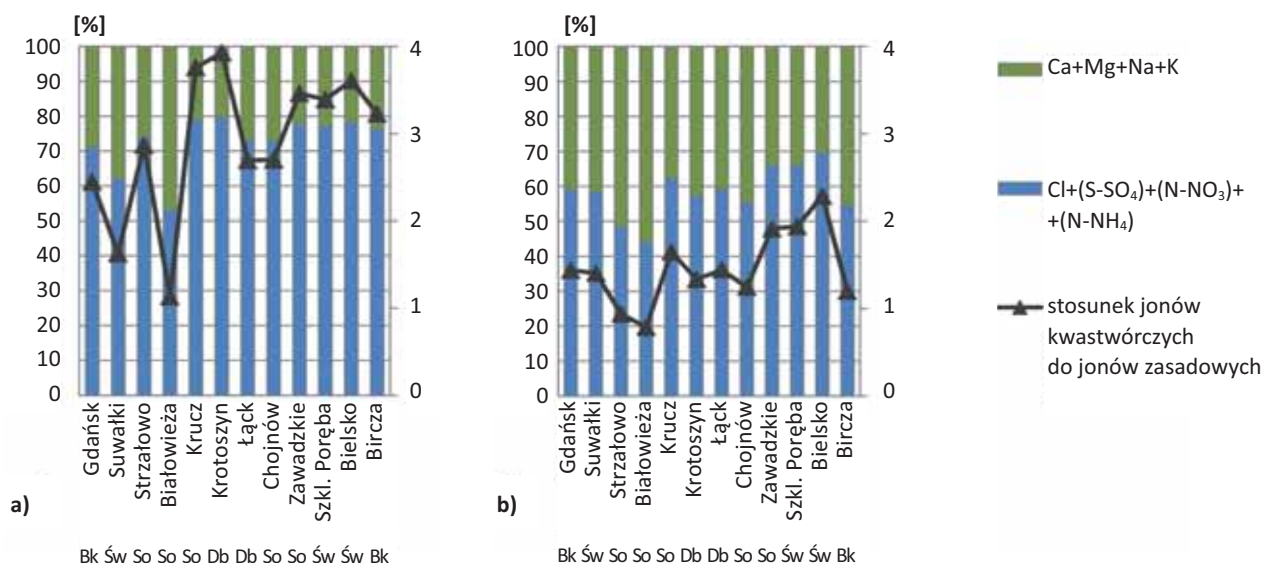 [%]
100
90
80
70
60
50
40
30
20
10
0
4
3
2
1
0
Gdańsk
Suwałki
Strzałowo
Białowieża
Krucz
Krotoszyn
Łąck
Chojnów
Zawadzkie
Szkl. Poręba
Bielsko
Bircza
a)
Bk Św So So So Db Db So So Św Św Bk
[%]
100
90
80
70
60
50
40
30
20
10
0
4
3
2
1
0
Gdańsk
Suwałki
Strzałowo
Białowieża
Krucz
Krotoszyn
Łąck
Chojnów
Zawadzkie
Szkl. Poręba
Bielsko
Bircza
b)
Bk Św So So So Db Db So So Św Św Bk
Ca+Mg+Na+K
Cl+(S-SO₄)+(N-NO₃)+
+(N-NH₄)
stosunek jonów
kwastwórczych
do jonów zasadowych